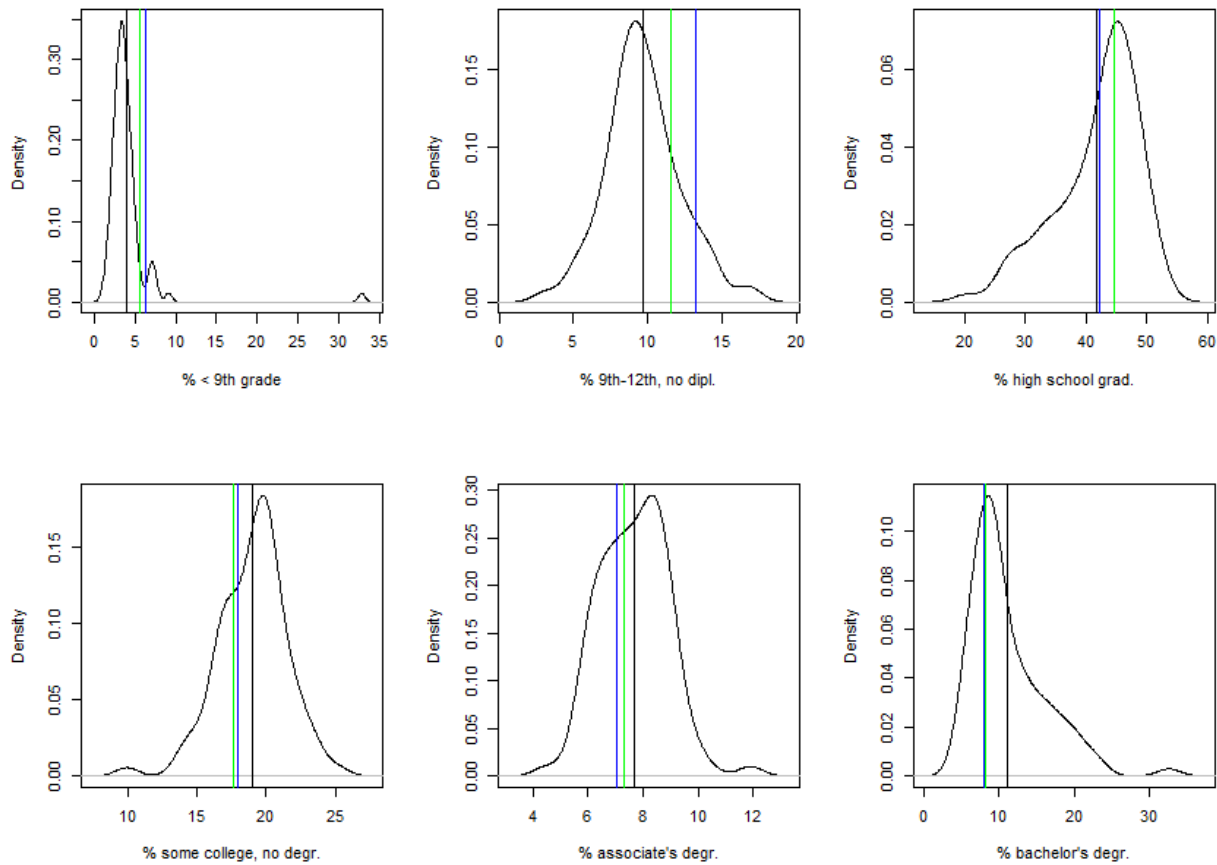 Density
0.00 0.10 0.20 0.30
0 5 10 15 20 25 30 35
% < 9th grade
Density
0.00 0.05 0.10 0.15
0 5 10 15 20
% 9th-12th, no dipl.
Density
0.00 0.02 0.04 0.06
20 30 40 50 60
% high school grad.
Density
0.00 0.05 0.10 0.15
10 15 20 25
% some college, no degr.
Density
0.00 0.05 0.10 0.15 0.20 0.25 0.30
4 6 8 10 12
% associate's degr.
Density
0.00 0.02 0.04 0.06 0.08 0.10
0 10 20 30
% bachelor's degr.